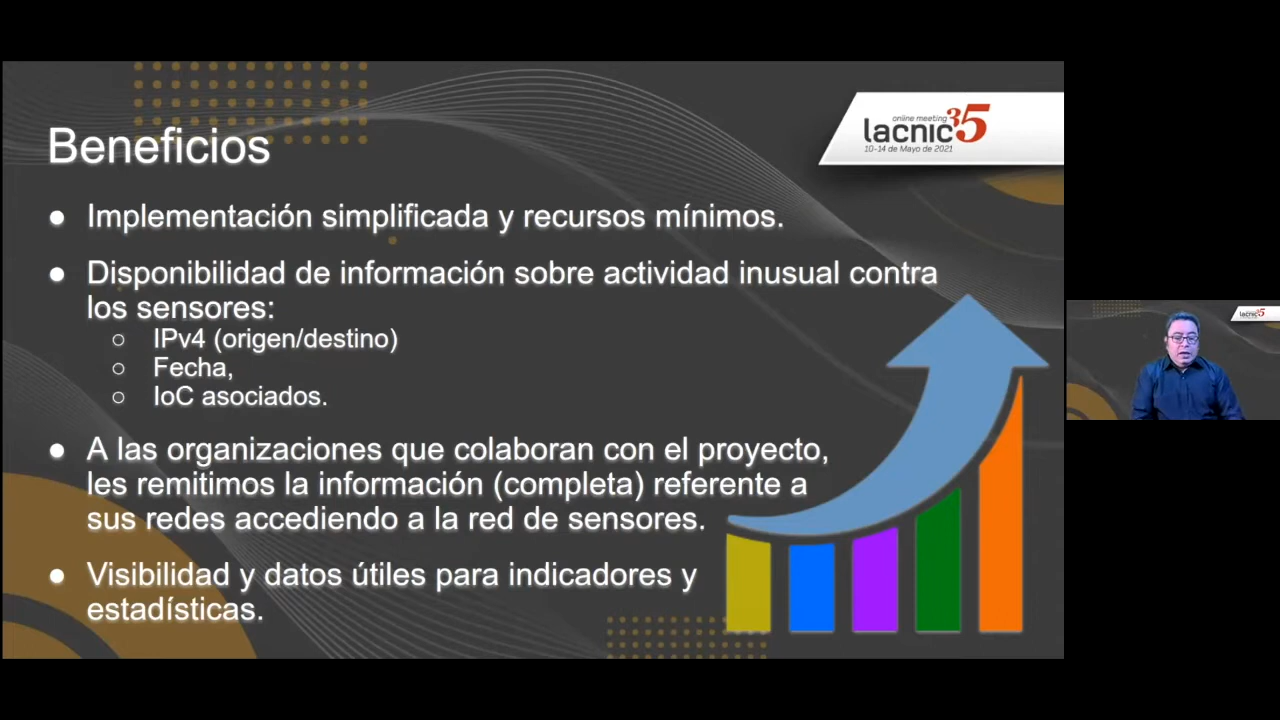 Beneficios
online meeting
lacnic35
10-14 de Mayo de 2021
● Implementación simplificada y recursos mínimos.
● Disponibilidad de información sobre actividad inusual contra
los sensores:
○ IPv4 (origen/destino)
○ Fecha,
○ IoC asociados.
● A las organizaciones que colaboran con el proyecto,
les remitimos la información (completa) referente a
sus redes accediendo a la red de sensores.
● Visibilidad y datos útiles para indicadores y
estadísticas.
lacnic35